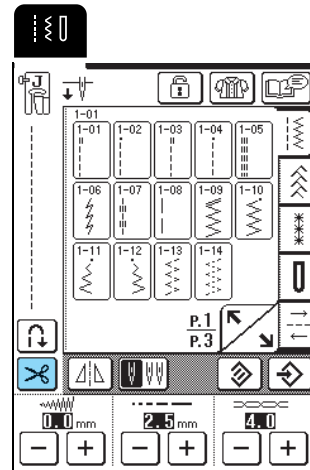 J
1-01
1-01 1-02 1-03 1-04 1-05
1-06 1-07 1-08 1-09 1-10
1-11 1-12 1-13 1-14
P.1
P.3
0.0 mm 2.5 mm 4.0
− + − + − +